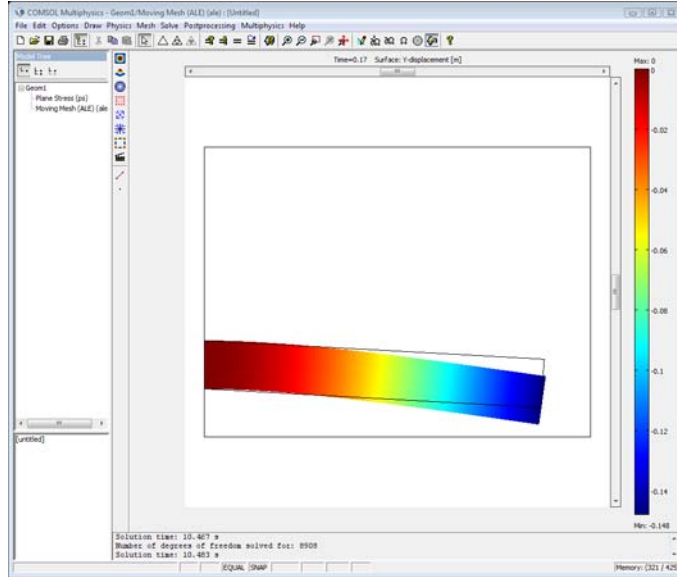 COMSOL Multiphysics - Geom1/Moving Mesh (ALE) (ale) : [Untitled]
File Edit Options Draw Physics Mesh Solve Postprocessing Multiphysics Help
Model Tree
Geom1
Plane Stress (ps)
Moving Mesh (ALE) (ale
[untitled]
Time=0.17 Surface: Y-displacement [m]
Max: 0
0
-0.02
-0.04
-0.06
-0.08
-0.1
-0.12
-0.14
Min: -0.148
Solution time: 10.467 s
Number of degrees of freedom solved for: 8908
Solution time: 10.483 s
EQUAL SNAP
Memory: (321 / 425